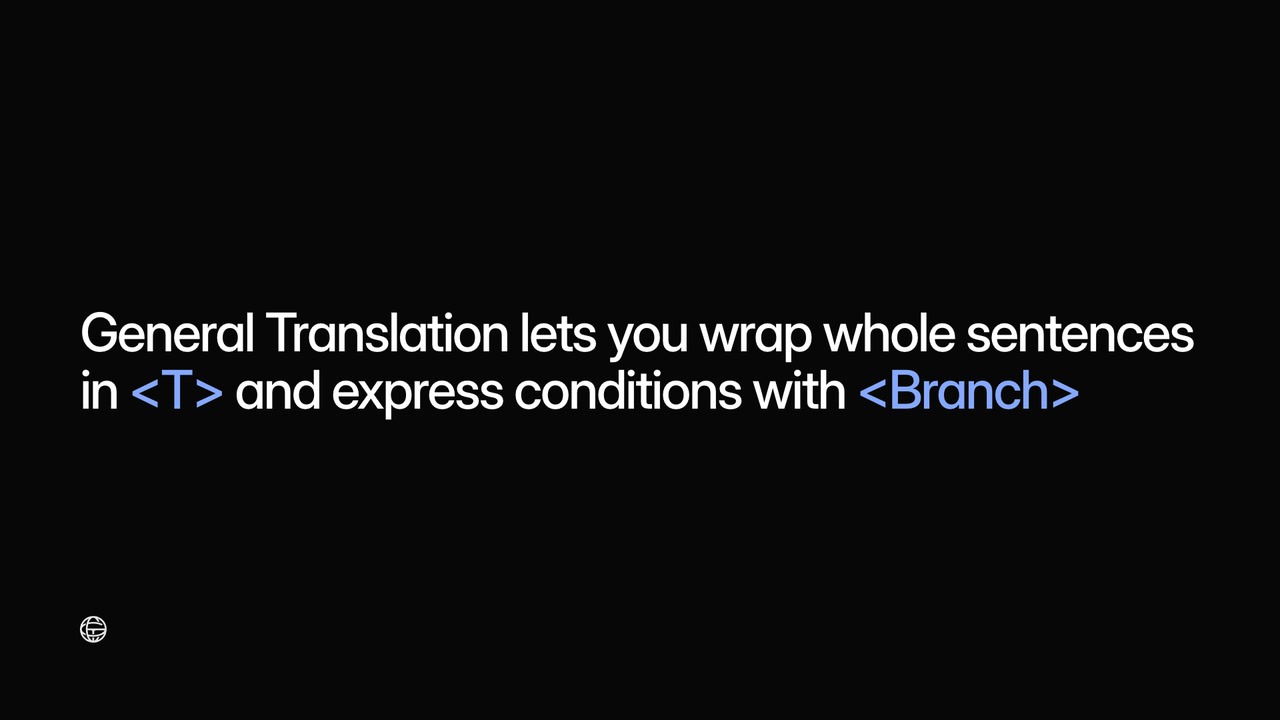 General Translation lets you wrap whole sentences
in <T> and express conditions with <Branch>